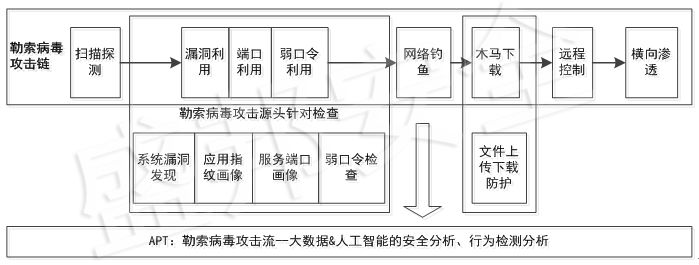 勒索病毒
攻击链
扫描探
测
漏洞利
用
端口
利用
弱口令
利用
网络钓
鱼
木马下
载
远程
控制
横向渗
透
勒索病毒攻击源头针对检查
系统漏洞
发现
应用指
纹画像
服务端口
画像
弱口令检
查
文件上
传下载
防护
APT：勒索病毒攻击流—大数据&人工智能的安全分析、行为检测分析
盛邦安全